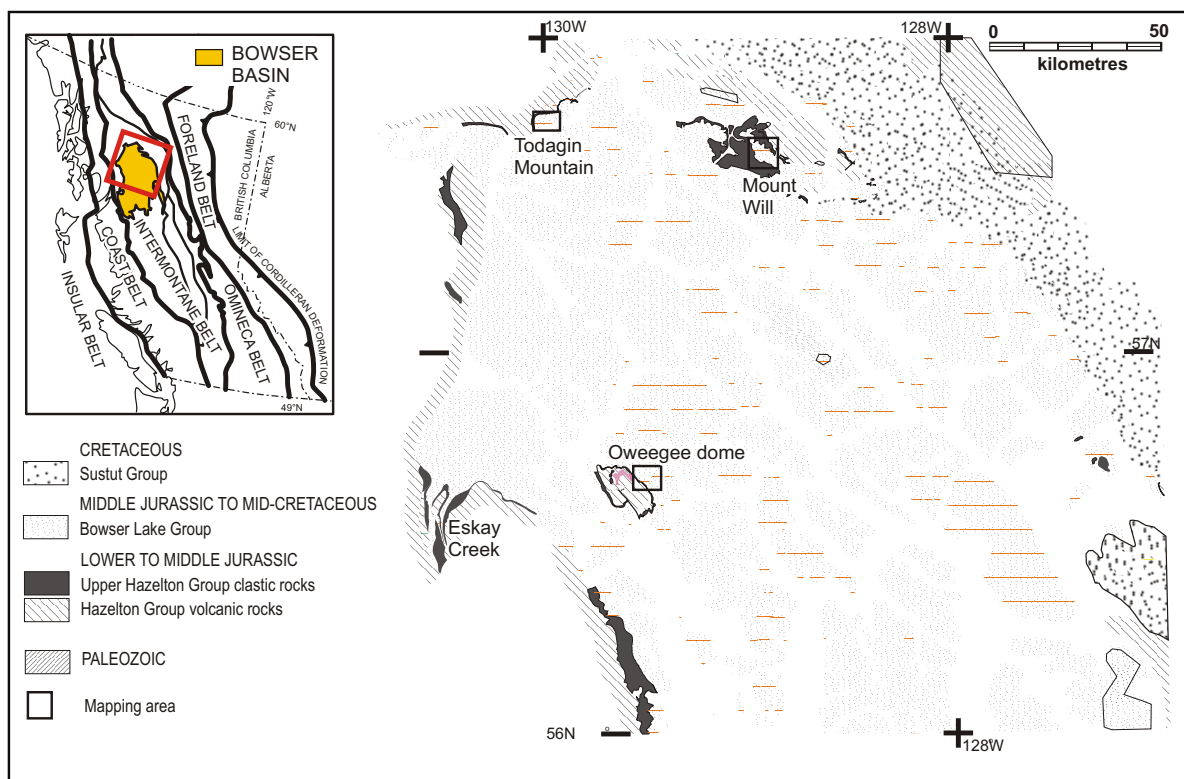 BOWSER
BASIN
120°W
60°N
FORELAND BELT
BRITISH COLUMBIA
ALBERTA
LIMIT OF CORDILLERAN DEFORMATION
INTERMONTANE BELT
COAST BELT
OMINECA BELT
INSULAR BELT
49°N
130W
128W
0
50
kilometres
Todagin
Mountain
Mount
Will
57N
Oweegee dome
Eskay
Creek
56N
128W
CRETACEOUS
Sustut Group
MIDDLE JURASSIC TO MID-CRETACEOUS
Bowser Lake Group
LOWER TO MIDDLE JURASSIC
Upper Hazelton Group clastic rocks
Hazelton Group volcanic rocks
PALEOZOIC
Mapping area